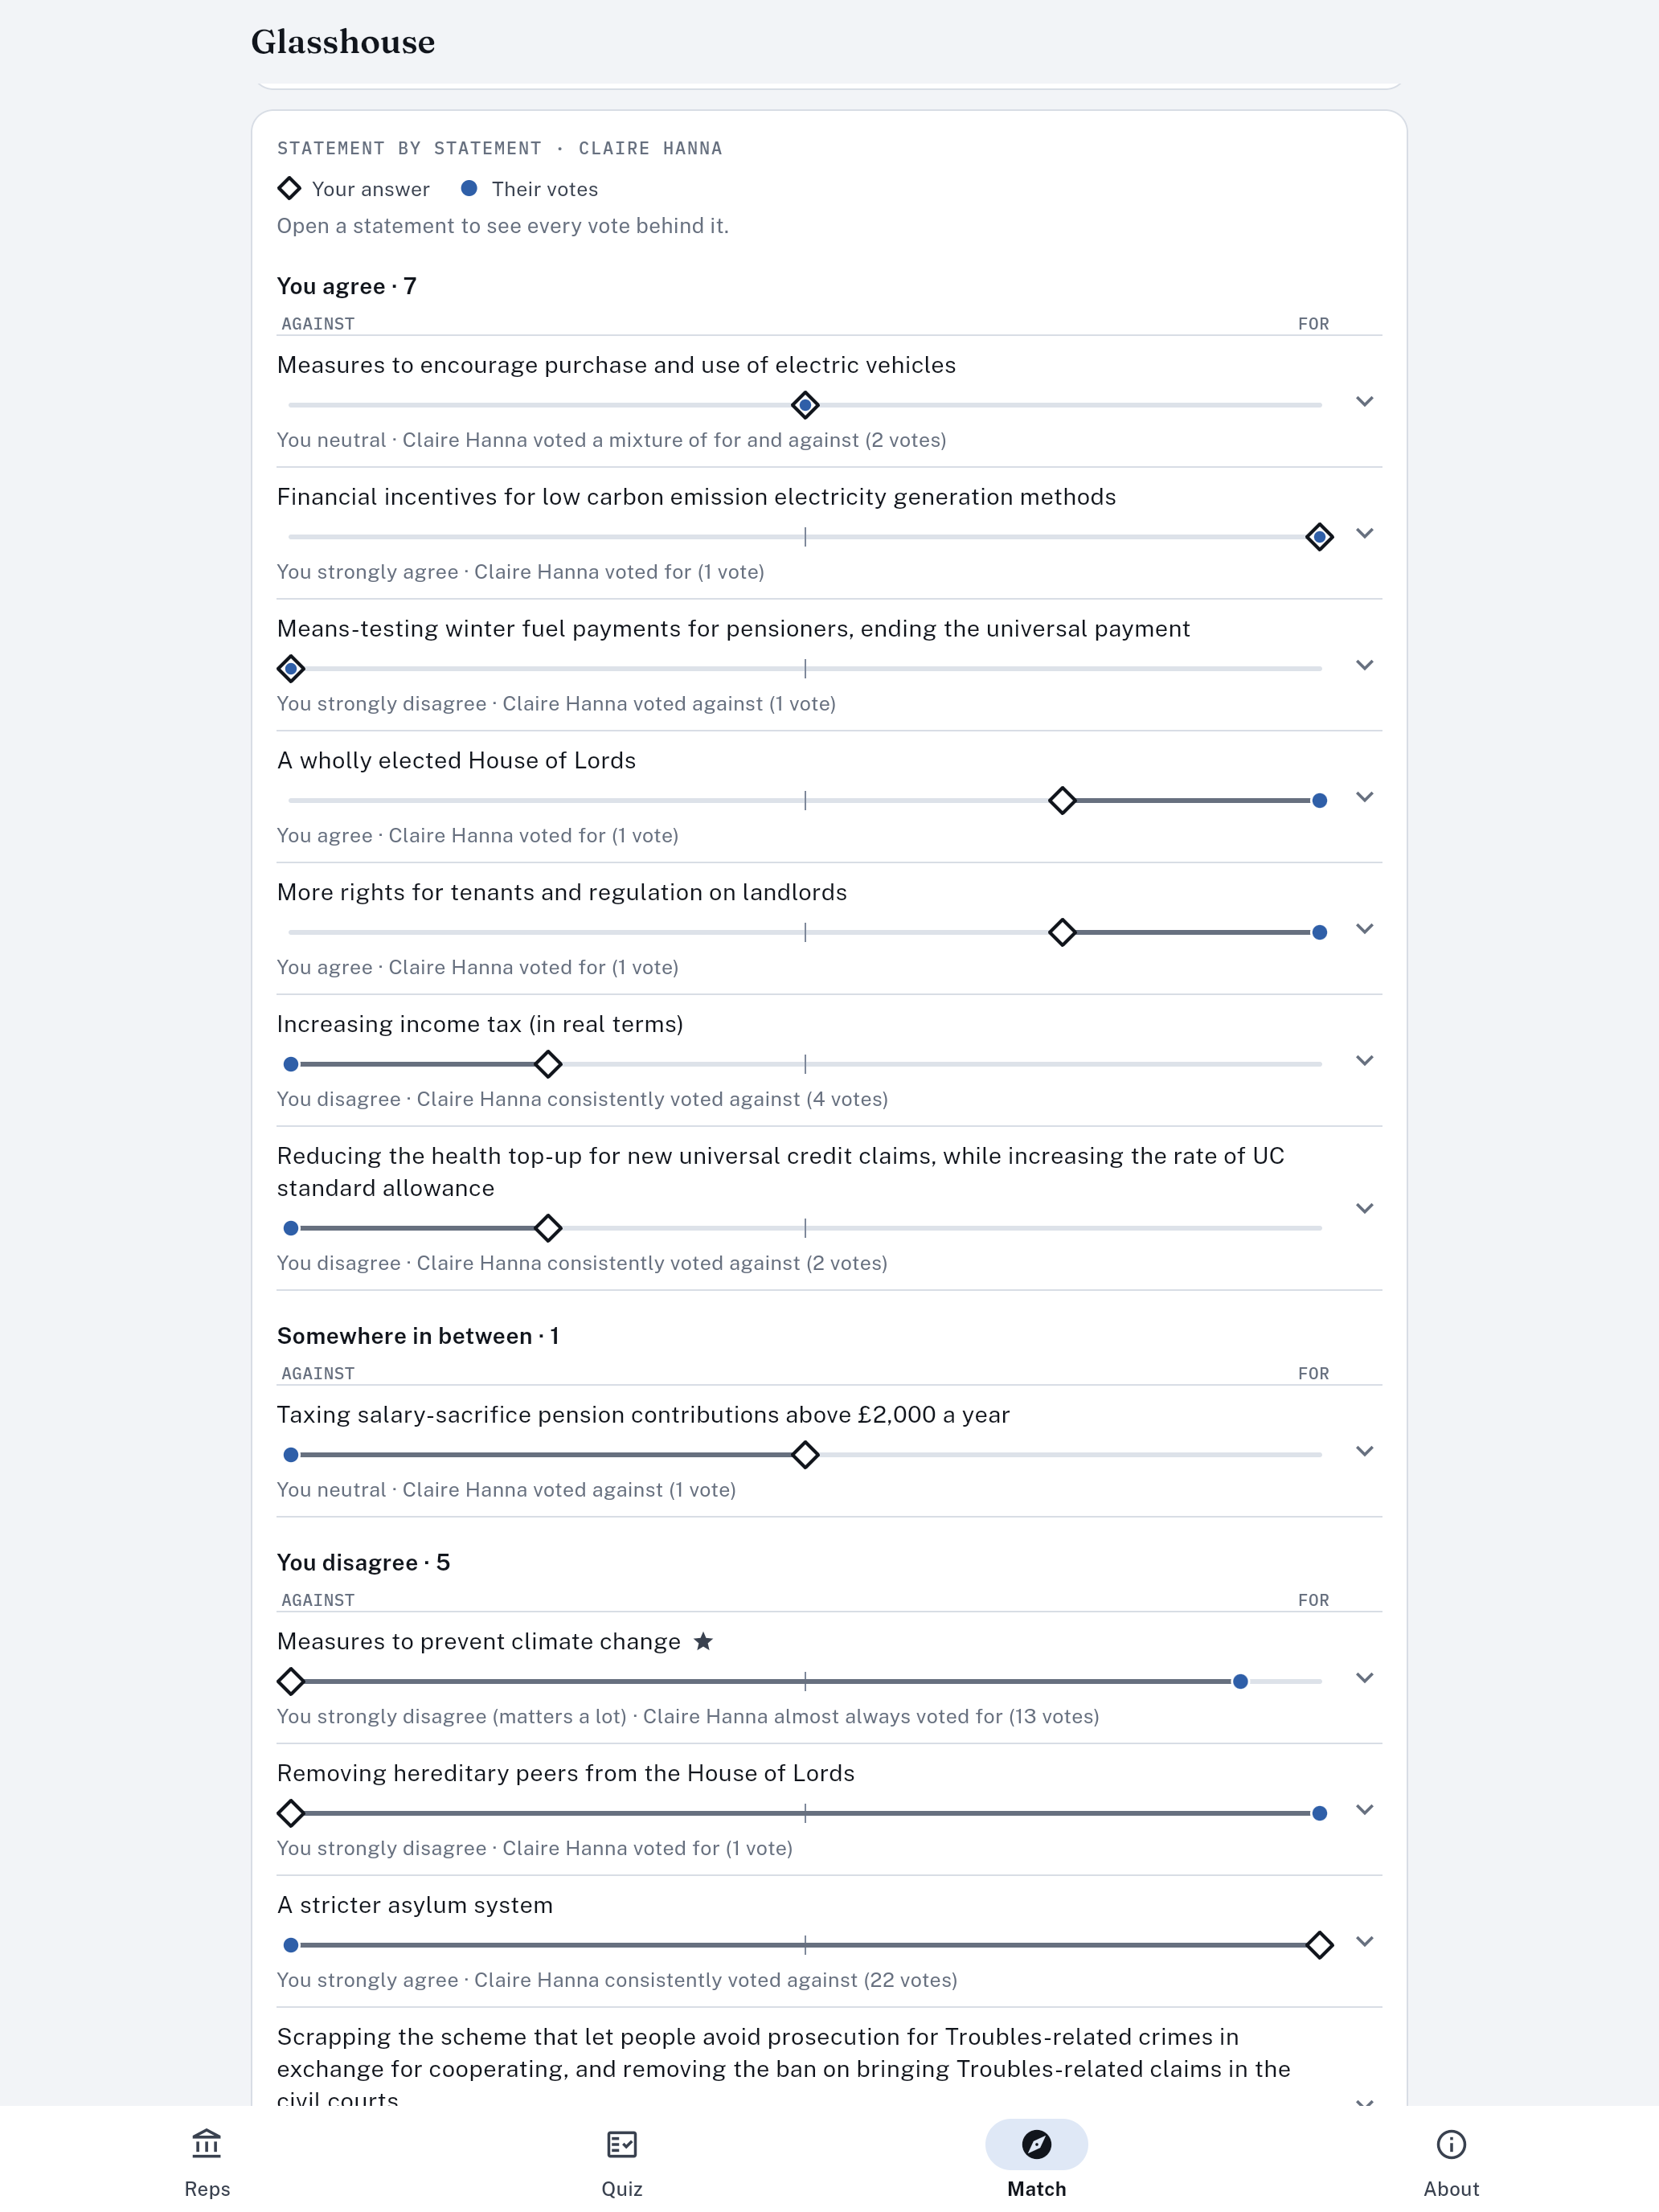 Glasshouse
STATEMENT BY STATEMENT · CLAIRE HANNA
Your answer Their votes
Open a statement to see every vote behind it.
You agree · 7
AGAINST FOR
Measures to encourage purchase and use of electric vehicles
You neutral · Claire Hanna voted a mixture of for and against (2 votes)
Financial incentives for low carbon emission electricity generation methods
You strongly agree · Claire Hanna voted for (1 vote)
Means-testing winter fuel payments for pensioners, ending the universal payment
You strongly disagree · Claire Hanna voted against (1 vote)
A wholly elected House of Lords
You agree · Claire Hanna voted for (1 vote)
More rights for tenants and regulation on landlords
You agree · Claire Hanna voted for (1 vote)
Increasing income tax (in real terms)
You disagree · Claire Hanna consistently voted against (4 votes)
Reducing the health top-up for new universal credit claims, while increasing the rate of UC
standard allowance
You disagree · Claire Hanna consistently voted against (2 votes)
Somewhere in between · 1
AGAINST FOR
Taxing salary-sacrifice pension contributions above £2,000 a year
You neutral · Claire Hanna voted against (1 vote)
You disagree · 5
AGAINST FOR
Measures to prevent climate change
You strongly disagree (matters a lot) · Claire Hanna almost always voted for (13 votes)
Removing hereditary peers from the House of Lords
You strongly disagree · Claire Hanna voted for (1 vote)
A stricter asylum system
You strongly agree · Claire Hanna consistently voted against (22 votes)
Scrapping the scheme that let people avoid prosecution for Troubles-related crimes in
exchange for cooperating, and removing the ban on bringing Troubles-related claims in the
civil courts
Reps Quiz Match About